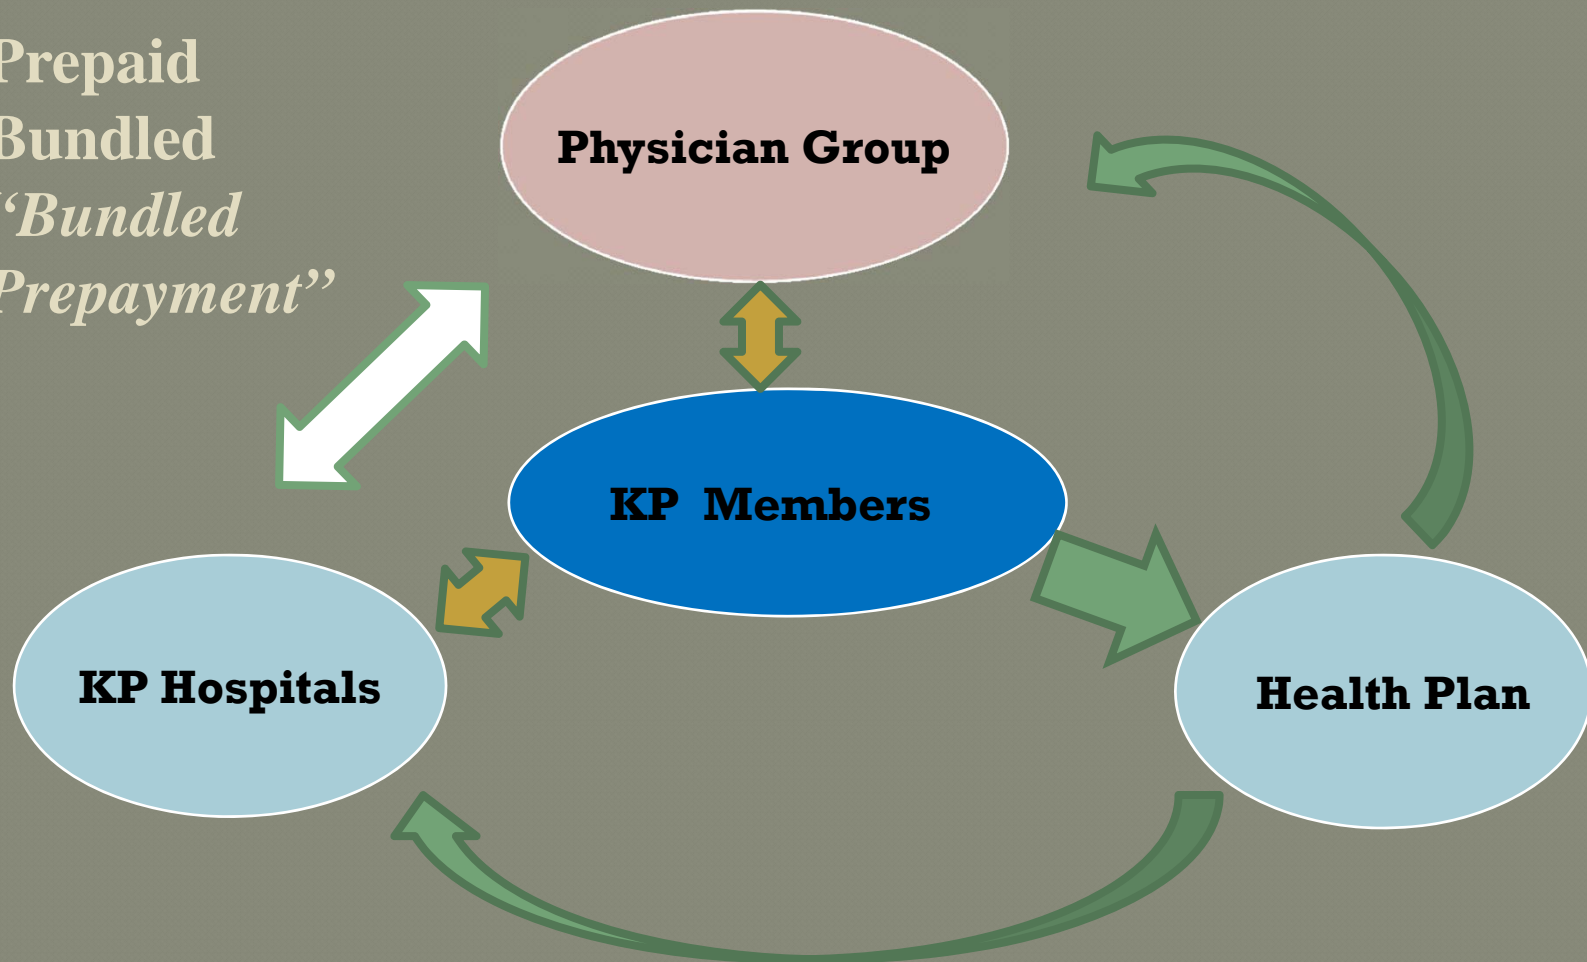 Prepaid
Bundled
“Bundled
Prepayment”
Physician Group
KP  Members
KP Hospitals
Health Plan